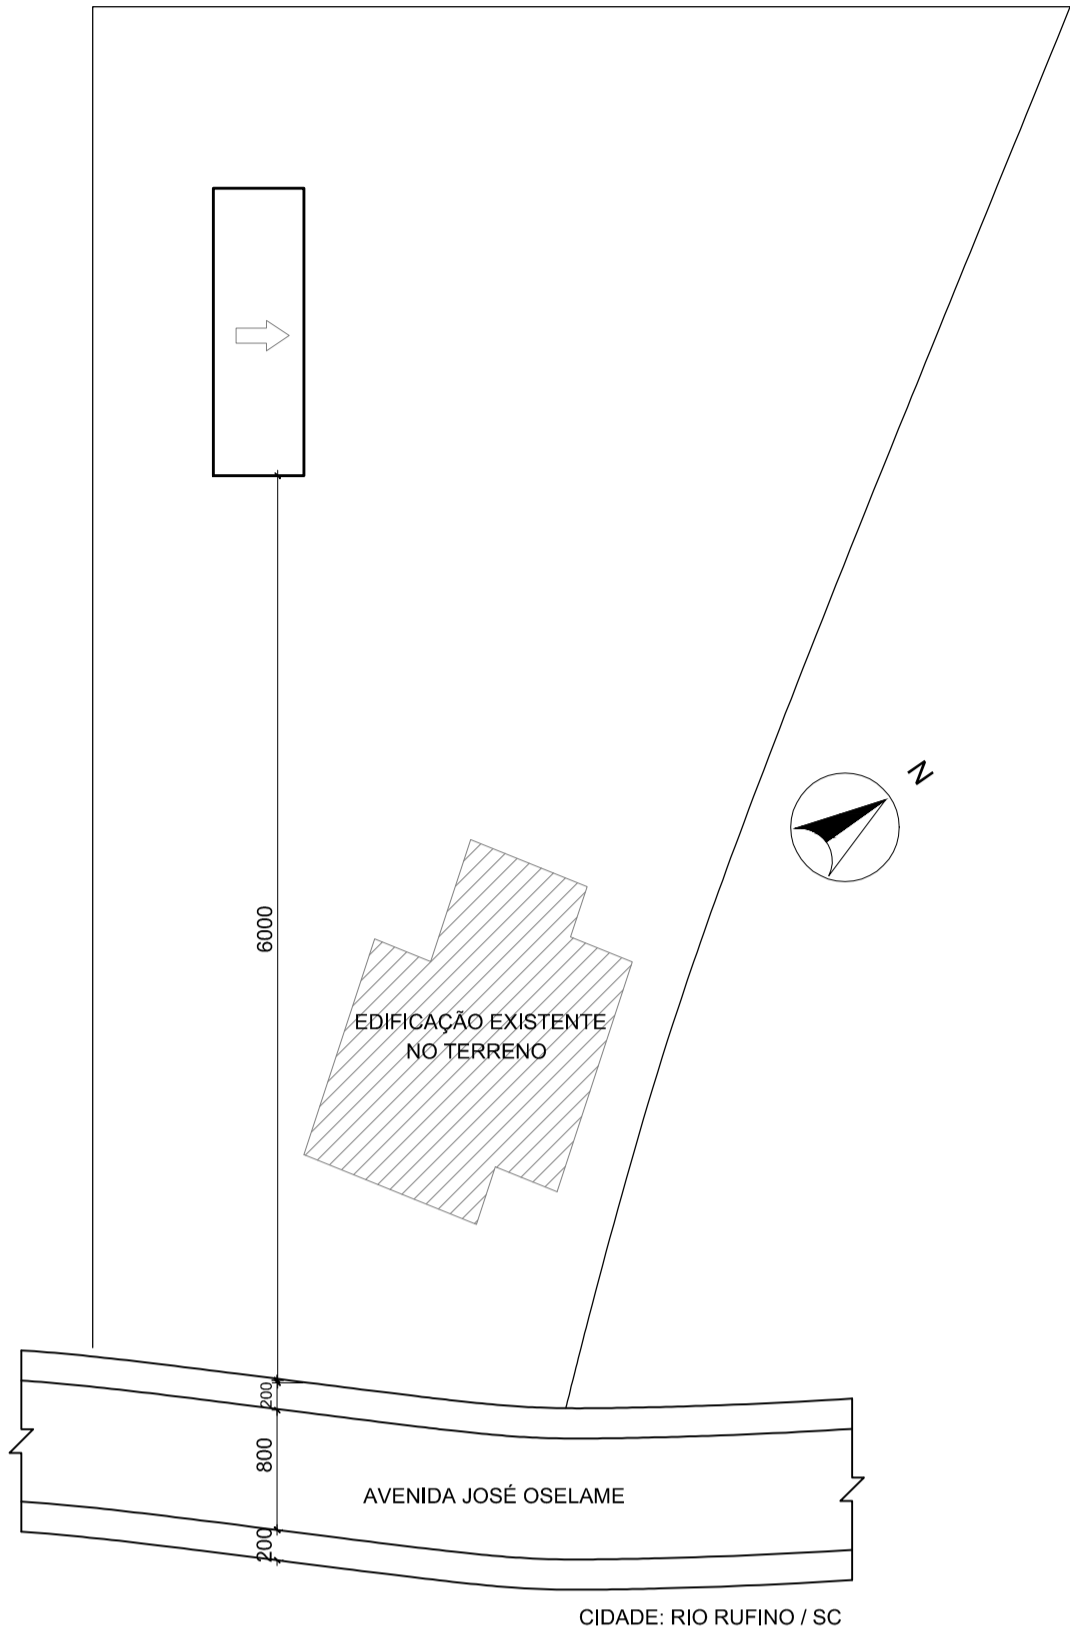 N
6000
EDIFICAÇÃO EXISTENTE
NO TERRENO
200
800
AVENIDA JOSÉ OSELAME
200
CIDADE: RIO RUFINO / SC